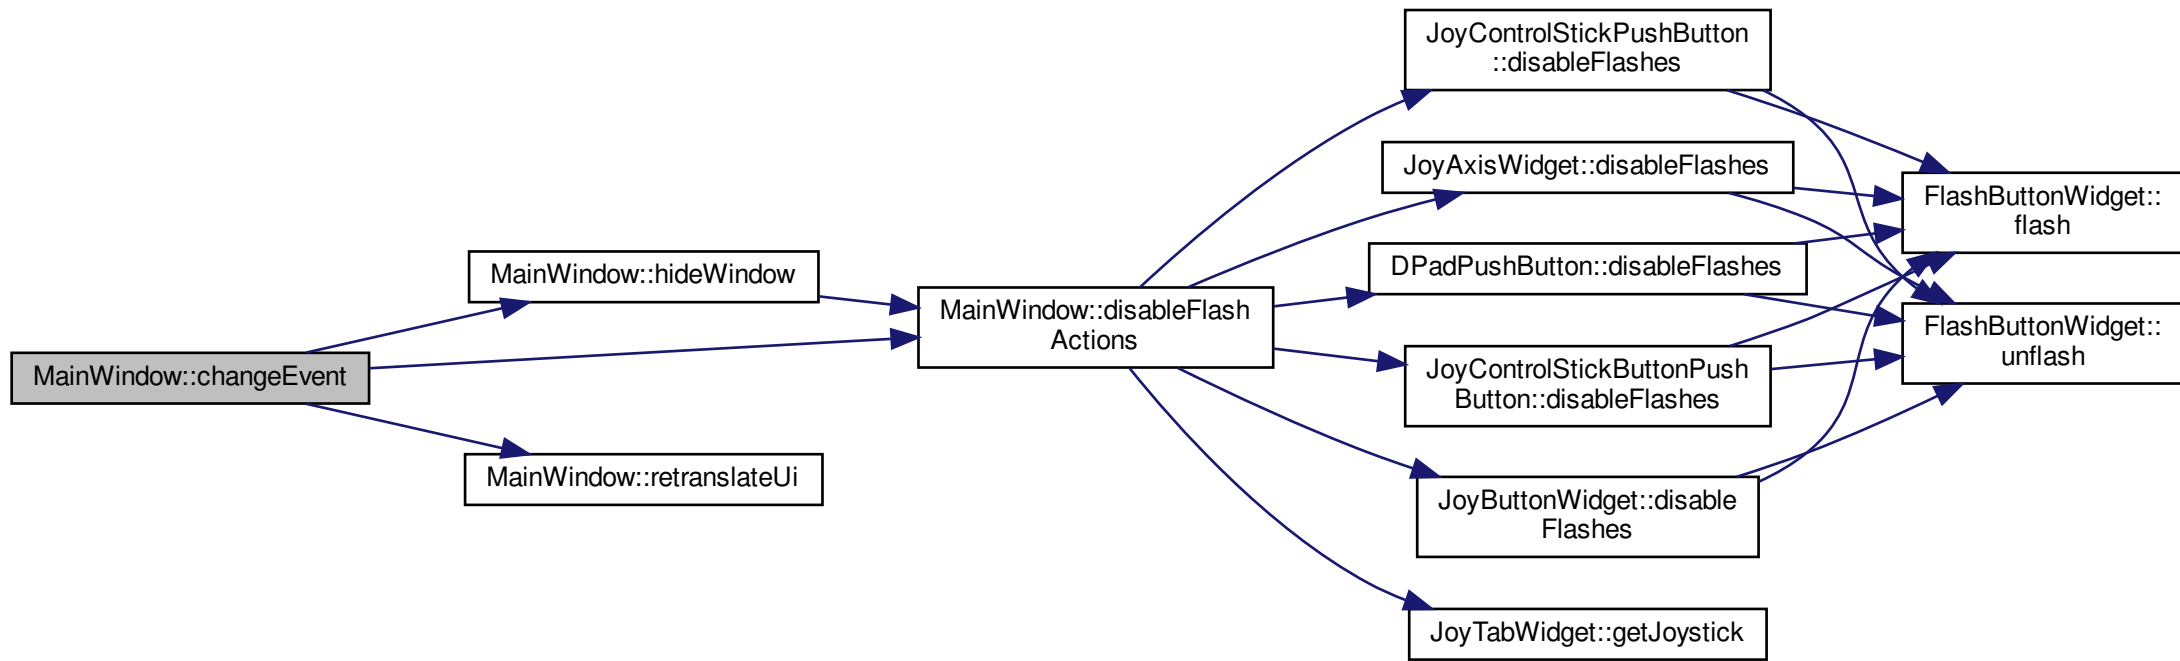 MainWindow::changeEvent
MainWindow::hideWindow
MainWindow::retranslateUi
MainWindow::disableFlash
Actions
JoyControlStickPushButton
::disableFlashes
JoyAxisWidget::disableFlashes
DPadPushButton::disableFlashes
JoyControlStickButtonPush
Button::disableFlashes
JoyButtonWidget::disable
Flashes
JoyTabWidget::getJoystick
FlashButtonWidget::
flash
FlashButtonWidget::
unflash